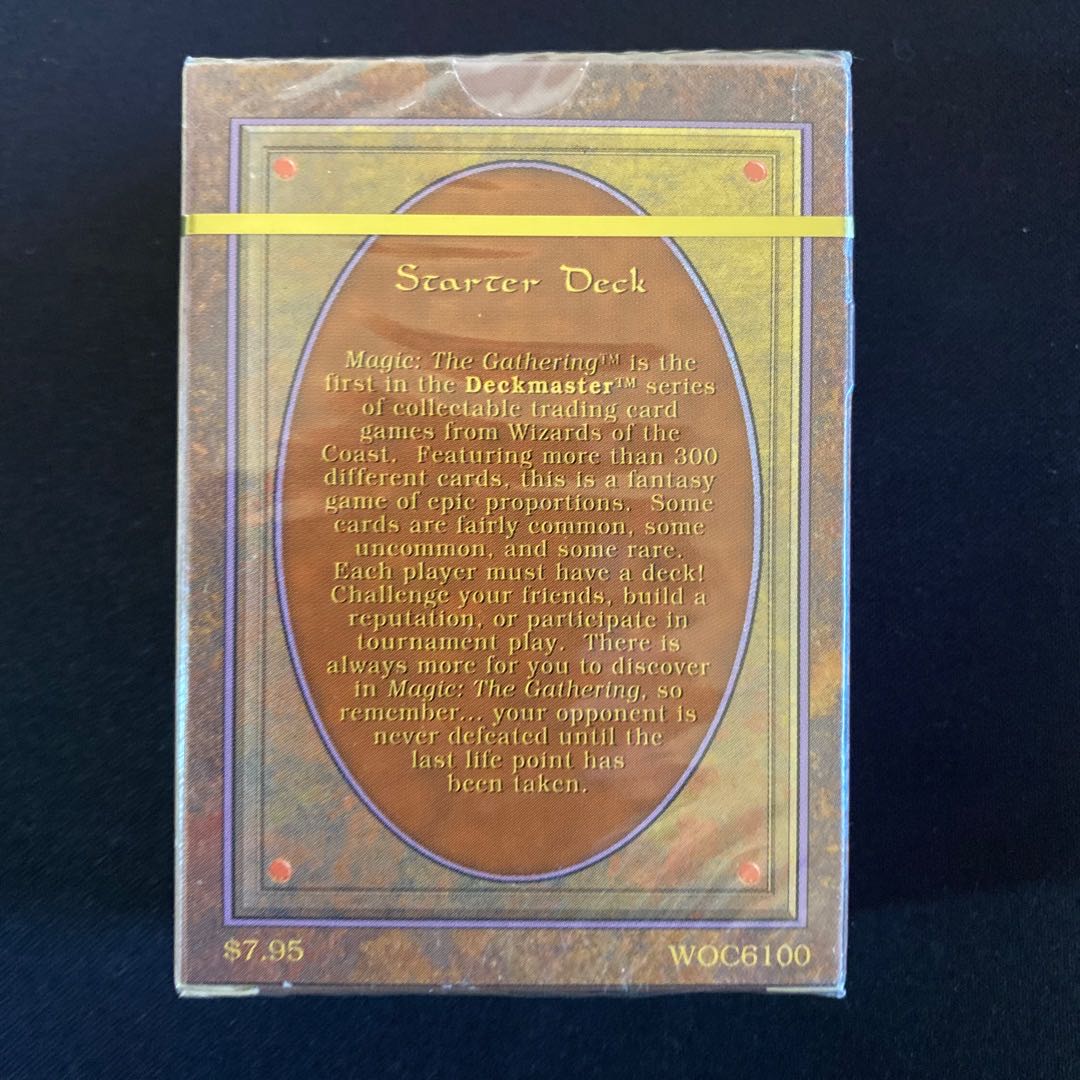 Starter Deck
Magic: The Gathering™ is the
first in the Deckmaster™ series
of collectable trading card
games from Wizards of the
Coast. Featuring more than 300
different cards, this is a fantasy
game of epic proportions. Some
cards are fairly common, some
uncommon, and some rare.
Each player must have a deck!
Challenge your friends, build a
reputation, or participate in
tournament play. There is
always more for you to discover
in Magic: The Gathering, so
remember... your opponent is
never defeated until the
last life point has
been taken.
$7.95
WOC6100